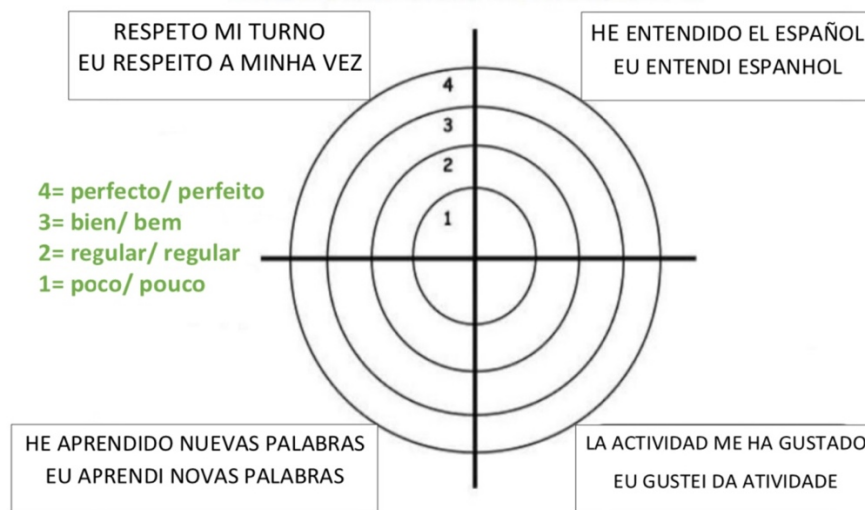 RESPETO MI TURNO
EU RESPEITO A MINHA VEZ
HE ENTENDIDO EL ESPAÑOL
EU ENTENDI ESPANHOL
4
3
2
1
4= perfecto/ perfeito
3= bien/ bem
2= regular/ regular
1= poco/ pouco
HE APRENDIDO NUEVAS PALABRAS
EU APRENDI NOVAS PALABRAS
LA ACTIVIDAD ME HA GUSTADO
EU GUSTEI DA ATIVIDADE